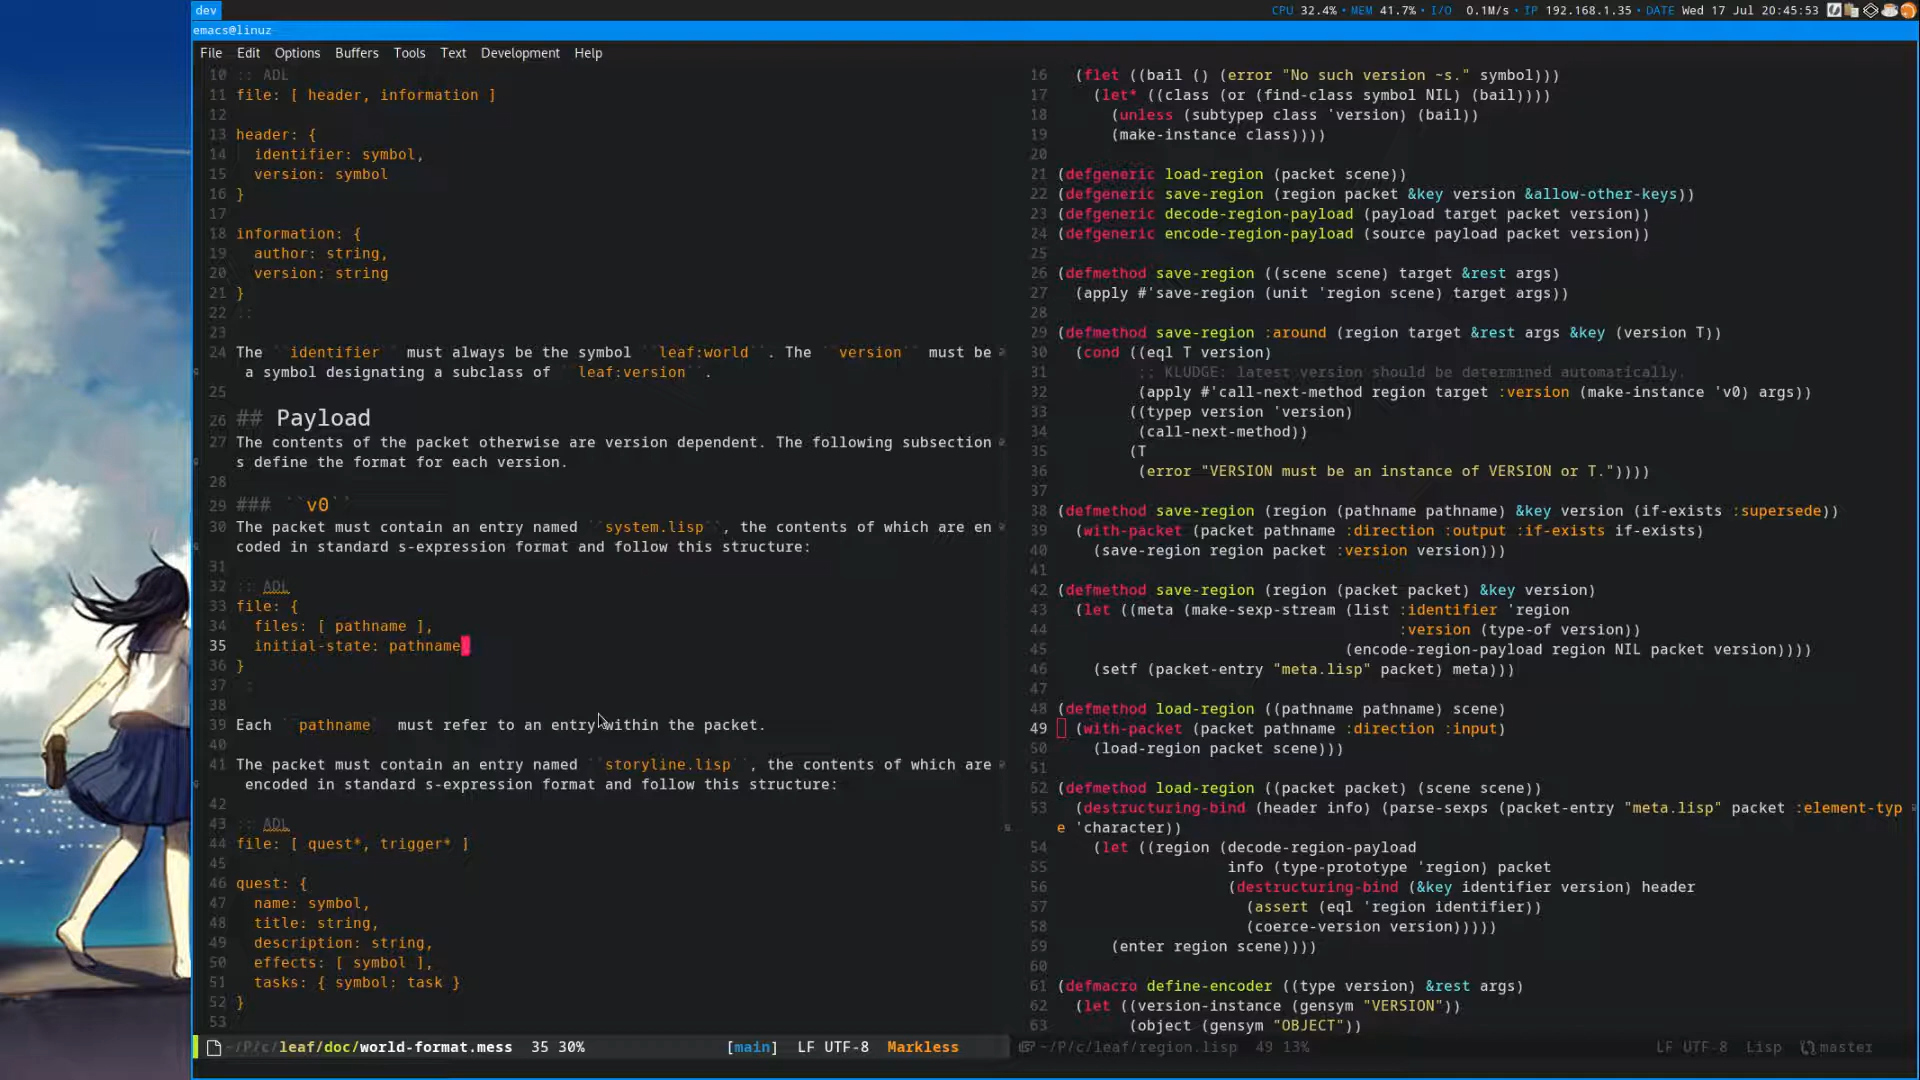 dev
CPU 32.4% • MEM 41.7% • I/O 0.1M/s • IP 192.168.1.35 • DATE Wed 17 Jul 20:45:53
emacs@linuz
File Edit Options Buffers Tools Text Development Help
10 :: ADL
11 file: [ header, information ]
12
13 header: {
14   identifier: symbol,
15   version: symbol
16 }
17
18 information: {
19   author: string,
20   version: string
21 }
22 ::
23
24 The ``identifier`` must always be the symbol ``leaf:world``. The ``version`` must be
a symbol designating a subclass of ``leaf:version``.
25
26 ## Payload
27 The contents of the packet otherwise are version dependent. The following subsection
s define the format for each version.
28
29 ### ``v0``
30 The packet must contain an entry named ``system.lisp``, the contents of which are en
coded in standard s-expression format and follow this structure:
31
32 :: ADL
33 file: {
34   files: [ pathname ],
35   initial-state: pathname
36 }
37 ::
38
39 Each ``pathname`` must refer to an entry within the packet.
40
41 The packet must contain an entry named ``storyline.lisp``, the contents of which are
encoded in standard s-expression format and follow this structure:
42
43 :: ADL
44 file: [ quest*, trigger* ]
45
46 quest: {
47   name: symbol,
48   title: string,
49   description: string,
50   effects: [ symbol ],
51   tasks: { symbol: task }
52 }
53
~/P/c/leaf/doc/world-format.mess 35 30% [main] LF UTF-8 Markless
16   (flet ((bail () (error "No such version ~s." symbol)))
17     (let* ((class (or (find-class symbol NIL) (bail))))
18       (unless (subtypep class 'version) (bail))
19       (make-instance class))))
20
21 (defgeneric load-region (packet scene))
22 (defgeneric save-region (region packet &key version &allow-other-keys))
23 (defgeneric decode-region-payload (payload target packet version))
24 (defgeneric encode-region-payload (source payload packet version))
25
26 (defmethod save-region ((scene scene) target &rest args)
27   (apply #'save-region (unit 'region scene) target args))
28
29 (defmethod save-region :around (region target &rest args &key (version T))
30   (cond ((eql T version)
31          ;; KLUDGE: latest version should be determined automatically.
32          (apply #'call-next-method region target :version (make-instance 'v0) args))
33         ((typep version 'version)
34          (call-next-method))
35         (T
36          (error "VERSION must be an instance of VERSION or T."))))
37
38 (defmethod save-region (region (pathname pathname) &key version (if-exists :supersede))
39   (with-packet (packet pathname :direction :output :if-exists if-exists)
40     (save-region region packet :version version)))
41
42 (defmethod save-region (region (packet packet) &key version)
43   (let ((meta (make-sexp-stream (list :identifier 'region
44                                       :version (type-of version))
45                                 (encode-region-payload region NIL packet version))))
46     (setf (packet-entry "meta.lisp" packet) meta)))
47
48 (defmethod load-region ((pathname pathname) scene)
49   (with-packet (packet pathname :direction :input)
50     (load-region packet scene)))
51
52 (defmethod load-region ((packet packet) (scene scene))
53   (destructuring-bind (header info) (parse-sexps (packet-entry "meta.lisp" packet :element-typ
e 'character))
54     (let ((region (decode-region-payload
55                    info (type-prototype 'region) packet
56                    (destructuring-bind (&key identifier version) header
57                      (assert (eql 'region identifier))
58                      (coerce-version version)))))
59       (enter region scene))))
60
61 (defmacro define-encoder ((type version) &rest args)
62   (let ((version-instance (gensym "VERSION"))
63         (object (gensym "OBJECT"))
~/P/c/leaf/region.lisp 49 13% LF UTF-8 Lisp master